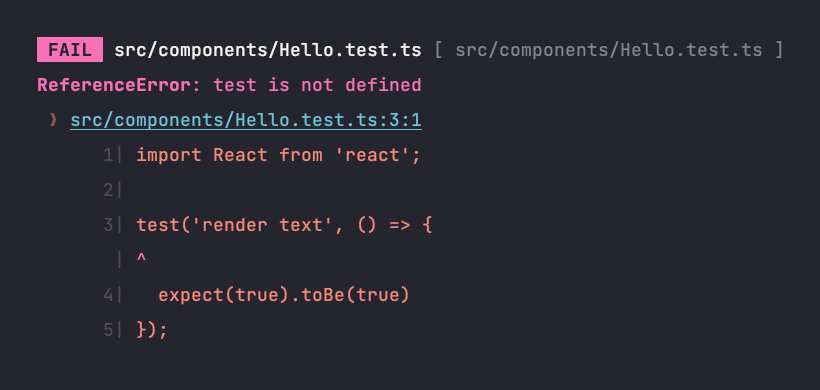 FAIL src/components/Hello.test.ts [ src/components/Hello.test.ts ]
ReferenceError: test is not defined
❯ src/components/Hello.test.ts:3:1
1| import React from 'react';
2|
3| test('render text', () => {
| ^
4|   expect(true).toBe(true)
5| });